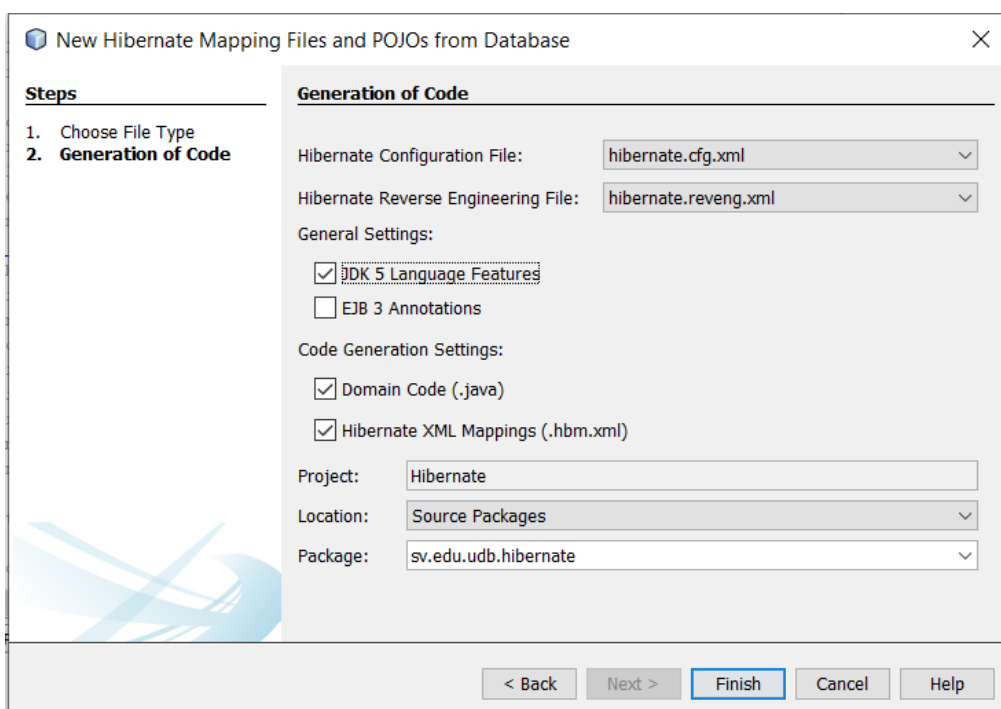 New Hibernate Mapping Files and POJOs from Database
Steps
1. Choose File Type
2. Generation of Code
Generation of Code
Hibernate Configuration File: hibernate.cfg.xml
Hibernate Reverse Engineering File: hibernate.reveng.xml
General Settings:
JDK 5 Language Features
EJB 3 Annotations
Code Generation Settings:
Domain Code (.java)
Hibernate XML Mappings (.hbm.xml)
Project: Hibernate
Location: Source Packages
Package: sv.edu.udb.hibernate
< Back Next > Finish Cancel Help